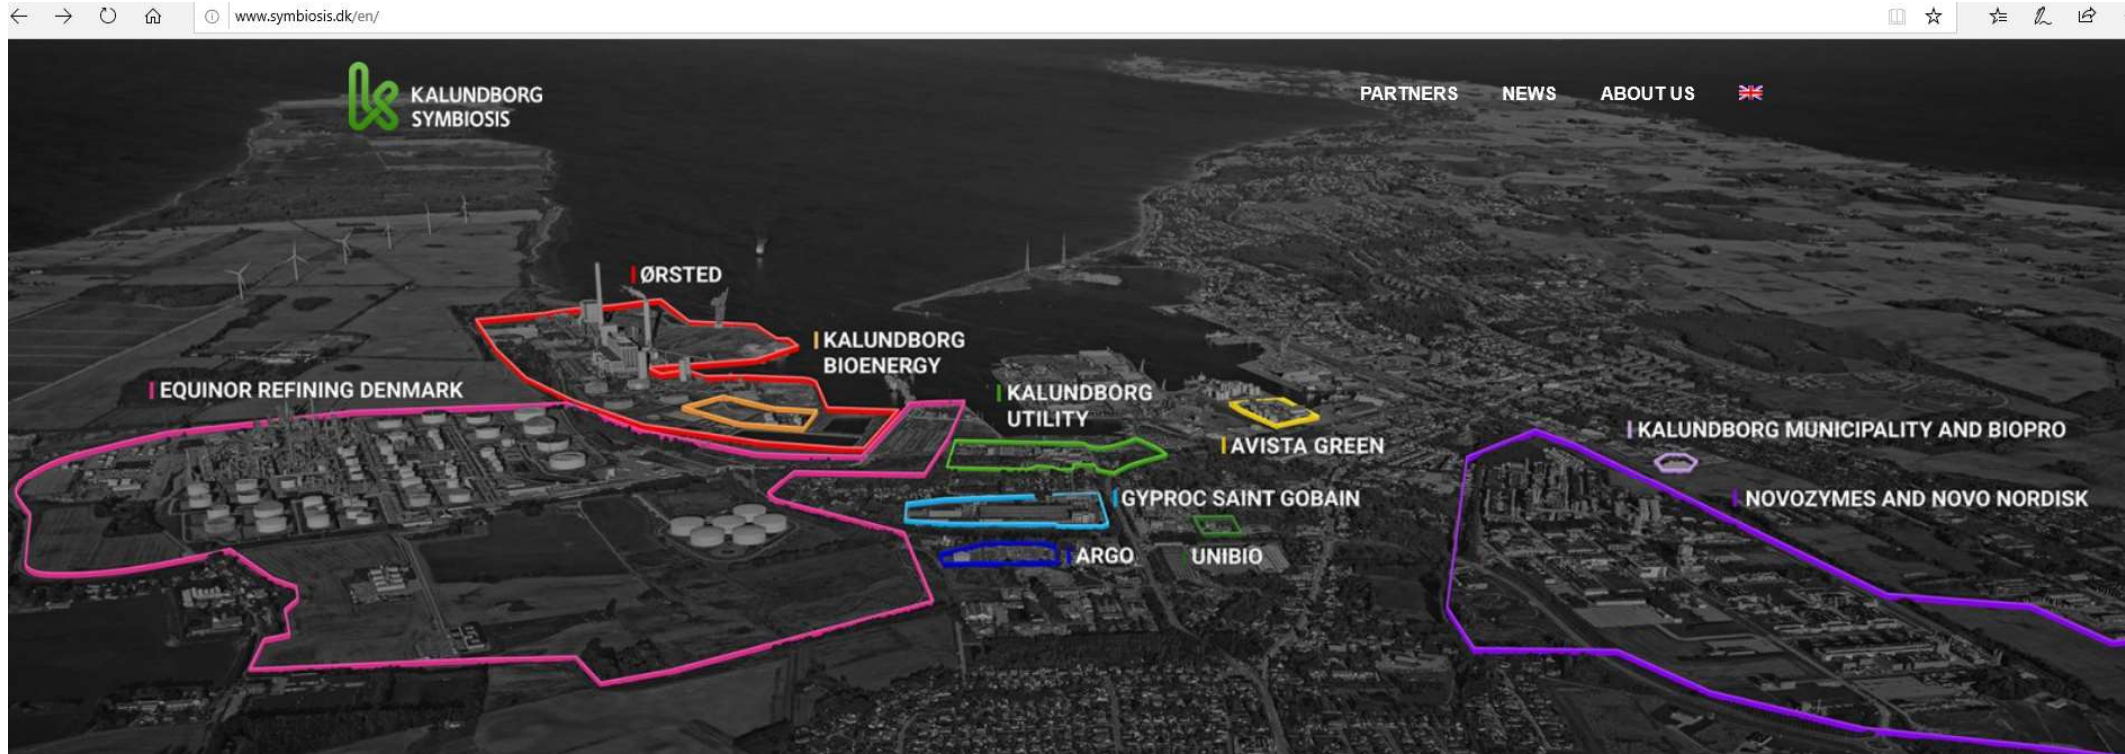 www.symbiosis.dk/en/
KALUNDBORG
SYMBIOSIS
PARTNERS NEWS ABOUT US
ØRSTED
KALUNDBORG
BIOENERGY
EQUINOR REFINING DENMARK
KALUNDBORG
UTILITY
AVISTA GREEN
KALUNDBORG MUNICIPALITY AND BIOPRO
GYPROC SAINT GOBAIN
NOVOZYMES AND NOVO NORDISK
ARGO
UNIBIO